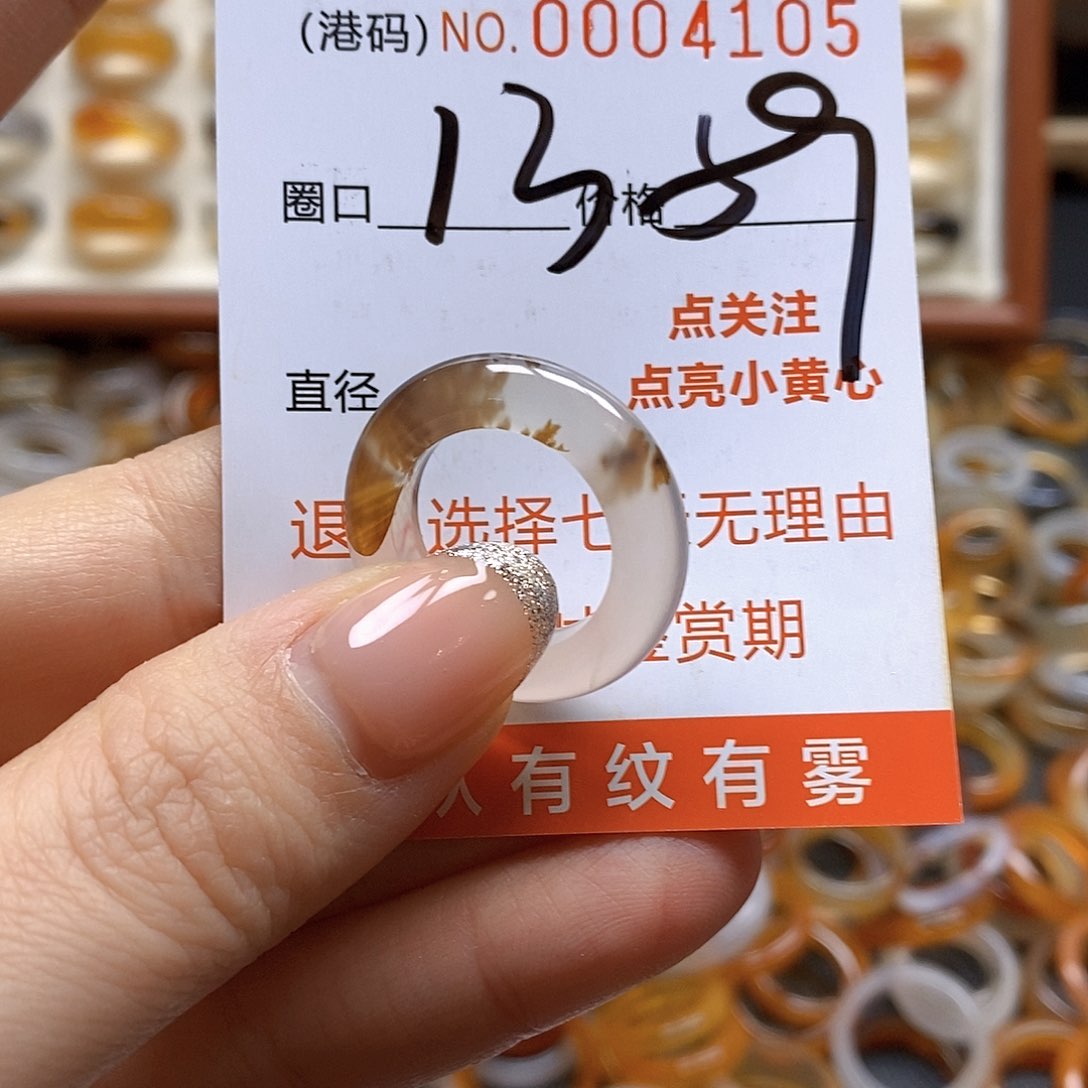 (港码) NO. 0004105
圈口 13 价格
点关注
直径 点亮小黄心
退 选择七 无理由
鉴赏期
有纹有雾